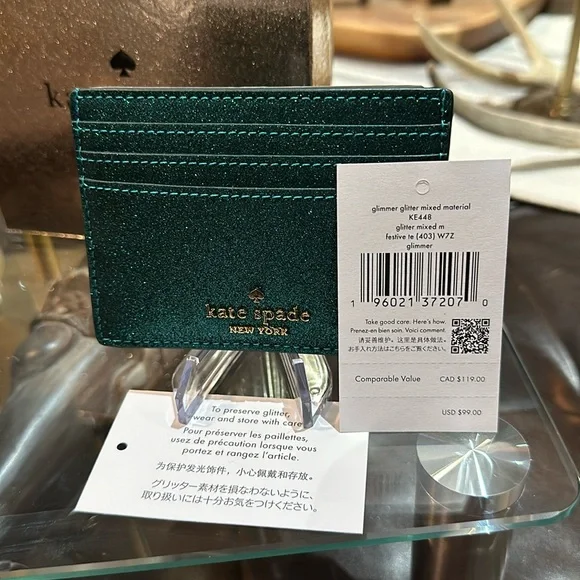 kate spade
NEW YORK
glimmer glitter mixed material
KE448
glitter mixed m
festive te (403) W7Z
glimmer
1 96021 37207 0
Take good care. Here's how.
Prenez-en bien soin. Voici comment.
请妥善维护。这里是具体做法。
お手入れ方法はこちらをご覧ください。
Comparable Value CAD $119.00
USD $99.00
To preserve glitter,
wear and store with care.
Pour préserver les paillettes,
usez de précaution lorsque vous
portez et rangez l'article.
为保护发光饰件，小心佩戴和存放。
グリッター素材を損なわないように、
取り扱いには十分お気をつけください。